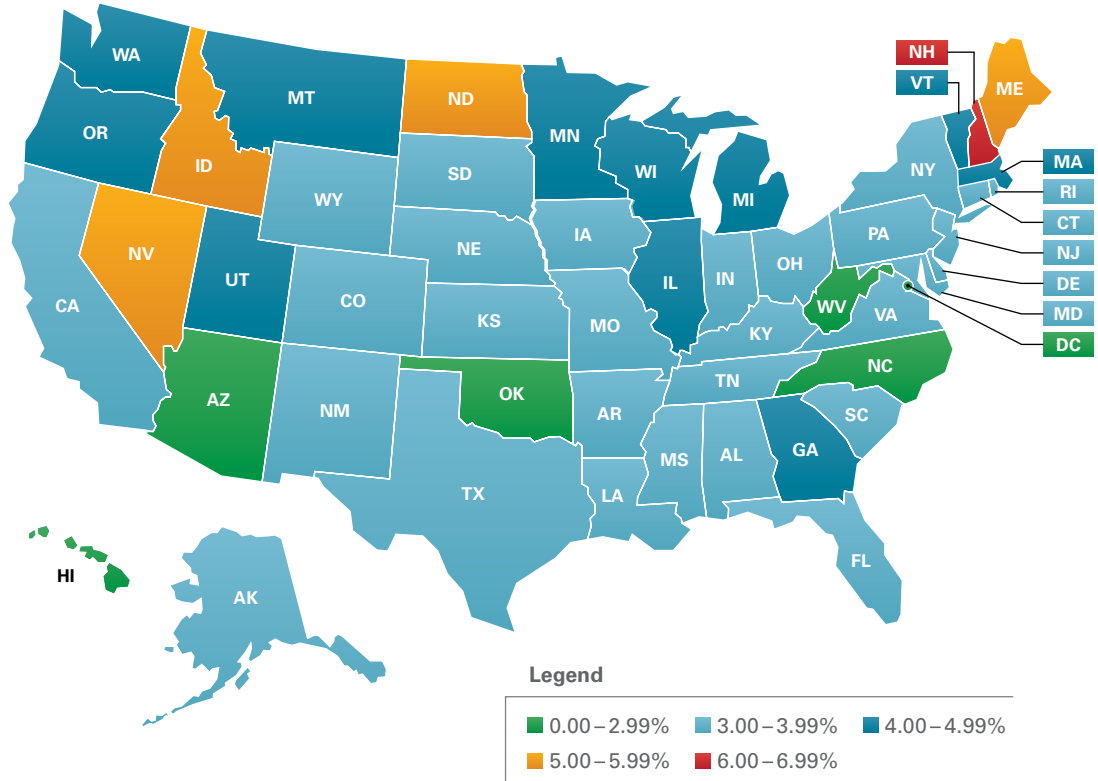 WA
MT
ND
MN
OR
ID
WI
MI
NH
VT
ME
SD
WY
NY
MA
RI
CT
NJ
DE
MD
DC
NV
UT
CA
CO
NE
IA
IL
IN
OH
PA
WV
VA
KS
MO
KY
AZ
NM
OK
AR
TN
NC
SC
TX
LA
MS
AL
GA
FL
HI
AK
Legend
0.00–2.99% 3.00–3.99% 4.00–4.99%
5.00–5.99% 6.00–6.99%